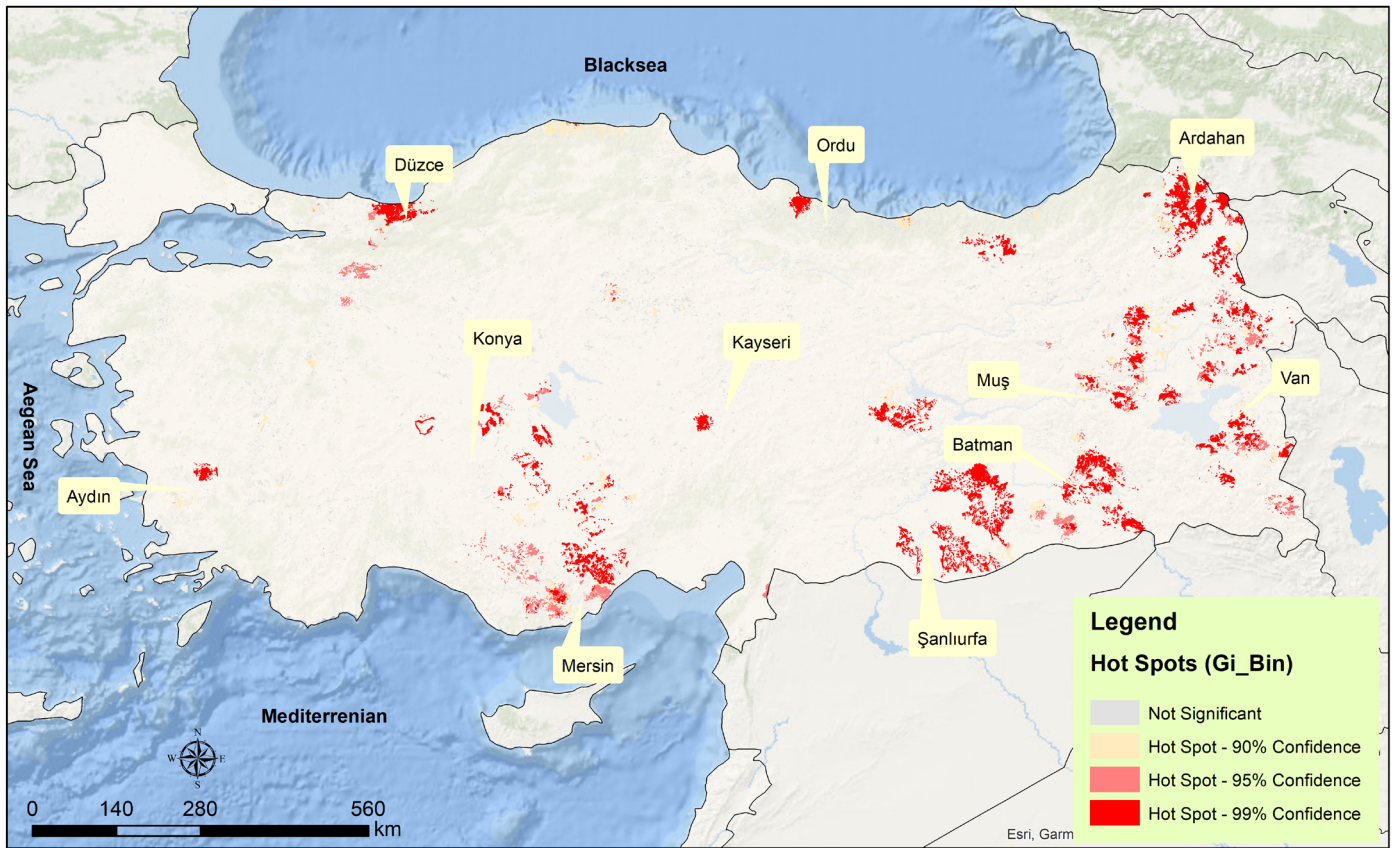 Blacksea
Ordu
Ardahan
Düzce
Konya
Kayseri
Muş
Van
Batman
Aegean Sea
Aydın
Şanlıurfa
Mersin
Mediterrenian
N
W
E
S
0 140 280 560
km
Legend
Hot Spots (Gi_Bin)
Not Significant
Hot Spot - 90% Confidence
Hot Spot - 95% Confidence
Hot Spot - 99% Confidence
Esri, Garm